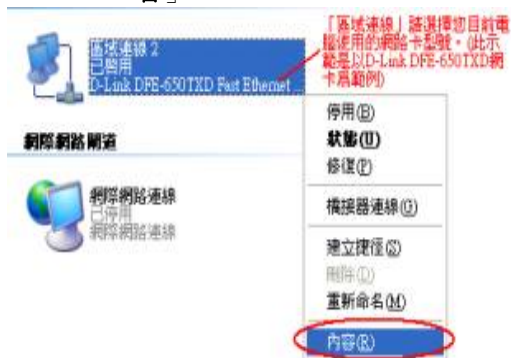 容」
區域連線 2
已啟用
D-Link DFE-650TXD Fast Ethernet ...
「區域連線」請選擇您目前電
腦使用的網路卡型號。(此示
範是以D-Link DFE-650TXD網
卡為範例)
網際網路閘道
網際網路連線
已停用
網際網路連線
停用(B)
狀態(U)
修復(P)
橋接器連線(G)
建立捷徑(S)
刪除(D)
重新命名(M)
內容(R)